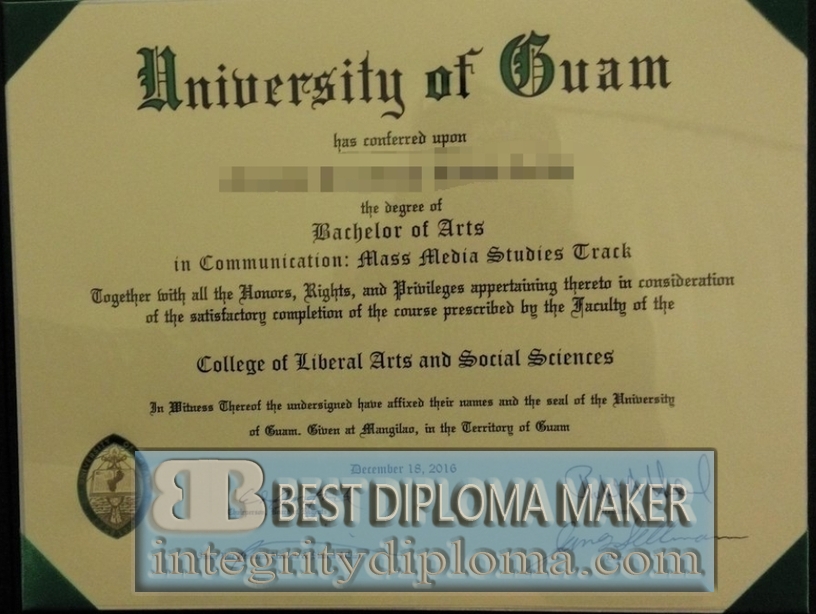 University of Guam
has conferred upon
the degree of
Bachelor of Arts
in Communication: Mass Media Studies Track
Together with all the Honors, Rights, and Privileges appertaining thereto in consideration
of the satisfactory completion of the course prescribed by the Faculty of the
College of Liberal Arts and Social Sciences
In Witness Thereof the undersigned have affixed their names and the seal of the University
of Guam. Given at Mangilao, in the Territory of Guam
December 18, 2016
BB BEST DIPLOMA MAKER
integritydiploma.com